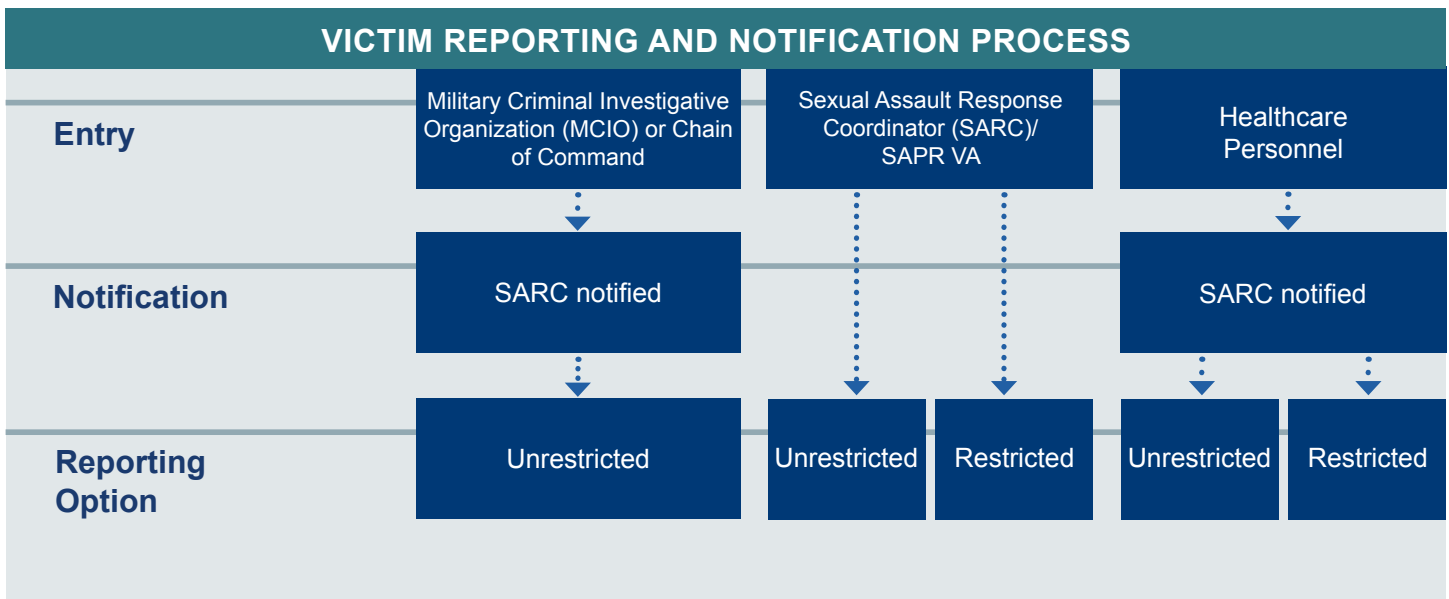 VICTIM REPORTING AND NOTIFICATION PROCESS
Entry
Military Criminal Investigative
Organization (MCIO) or Chain
of Command
Sexual Assault Response
Coordinator (SARC)/
SAPR VA
Healthcare
Personnel
Notification
SARC notified
SARC notified
Reporting
Option
Unrestricted
Unrestricted
Restricted
Unrestricted
Restricted